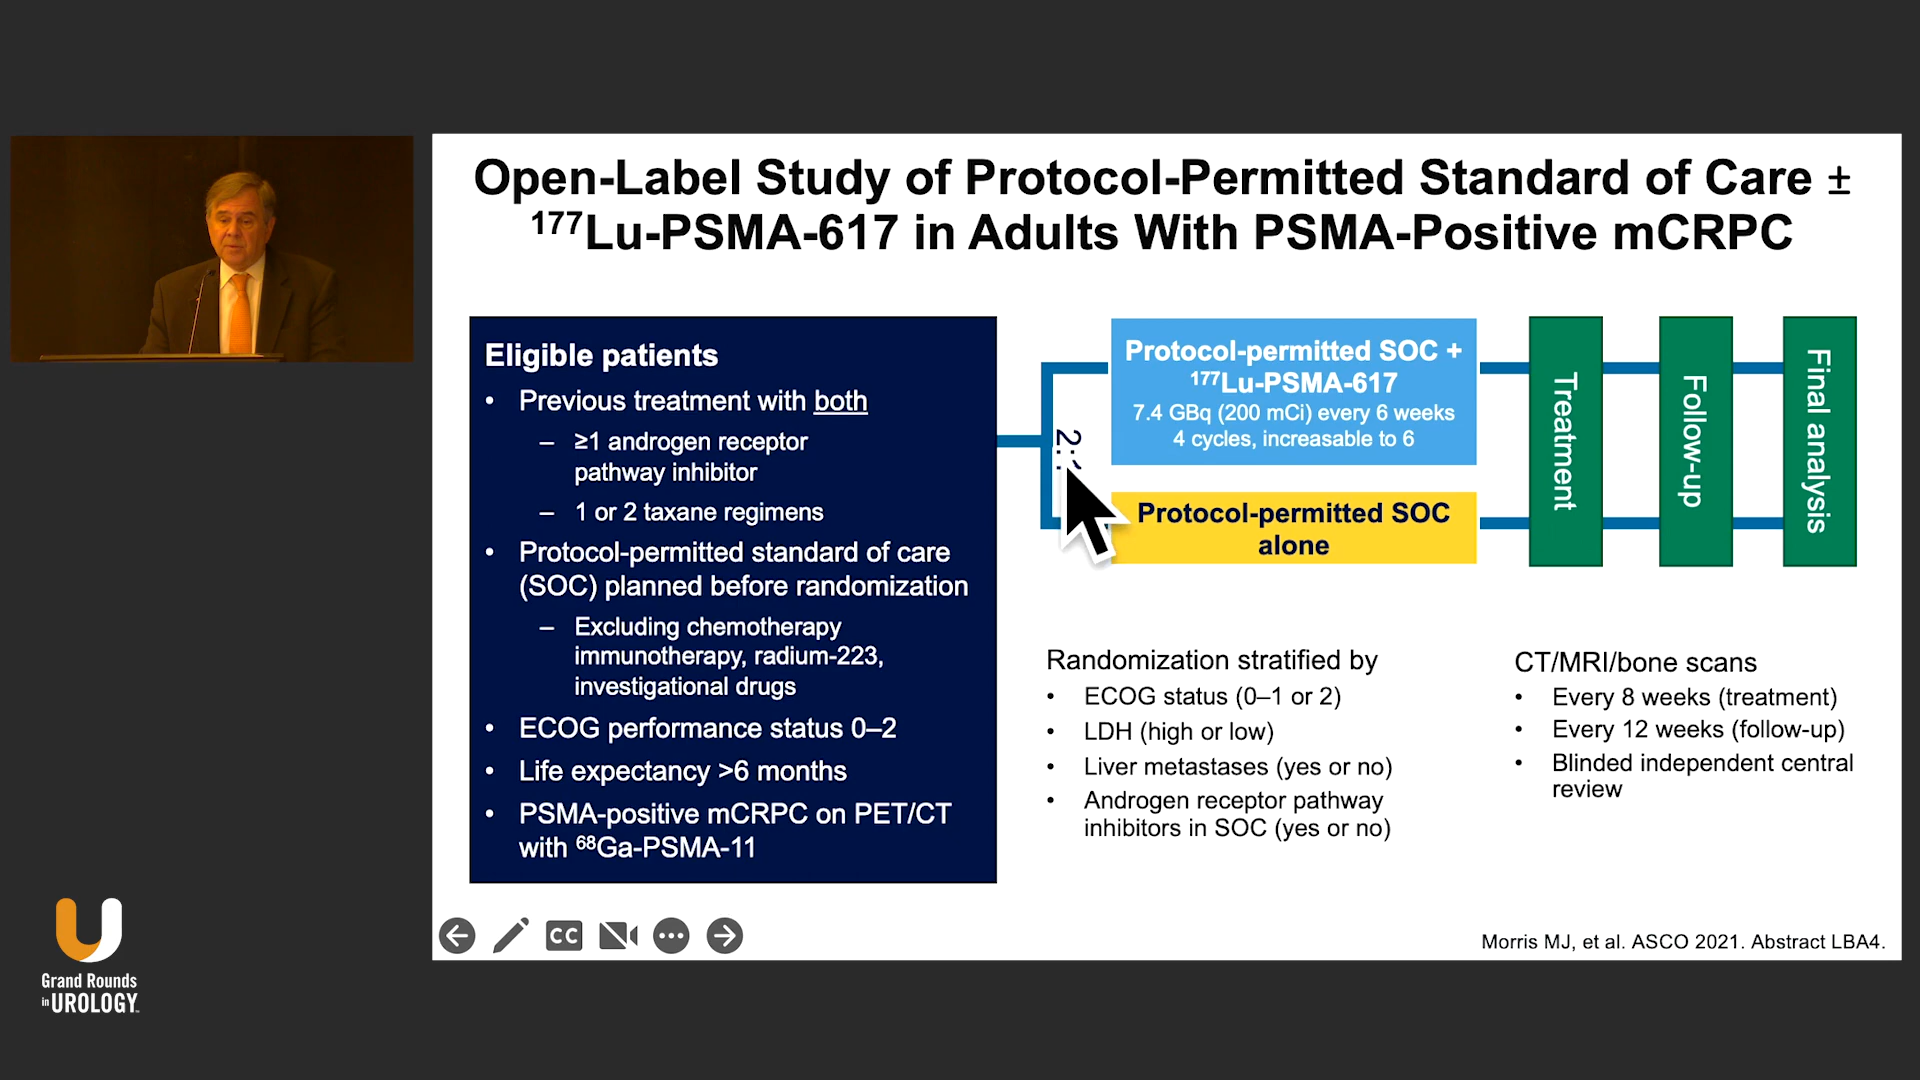 Open-Label Study of Protocol-Permitted Standard of Care ±
177Lu-PSMA-617 in Adults With PSMA-Positive mCRPC
Eligible patients
• Previous treatment with both
– ≥1 androgen receptor
pathway inhibitor
– 1 or 2 taxane regimens
• Protocol-permitted standard of care
(SOC) planned before randomization
– Excluding chemotherapy
immunotherapy, radium-223,
investigational drugs
• ECOG performance status 0–2
• Life expectancy >6 months
• PSMA-positive mCRPC on PET/CT
with 68Ga-PSMA-11
Protocol-permitted SOC +
177Lu-PSMA-617
7.4 GBq (200 mCi) every 6 weeks
4 cycles, increasable to 6
Protocol-permitted SOC
alone
Treatment
Follow-up
Final analysis
Randomization stratified by
• ECOG status (0–1 or 2)
• LDH (high or low)
• Liver metastases (yes or no)
• Androgen receptor pathway
inhibitors in SOC (yes or no)
CT/MRI/bone scans
• Every 8 weeks (treatment)
• Every 12 weeks (follow-up)
• Blinded independent central
review
CC
Morris MJ, et al. ASCO 2021. Abstract LBA4.
Grand Rounds
in UROLOGY